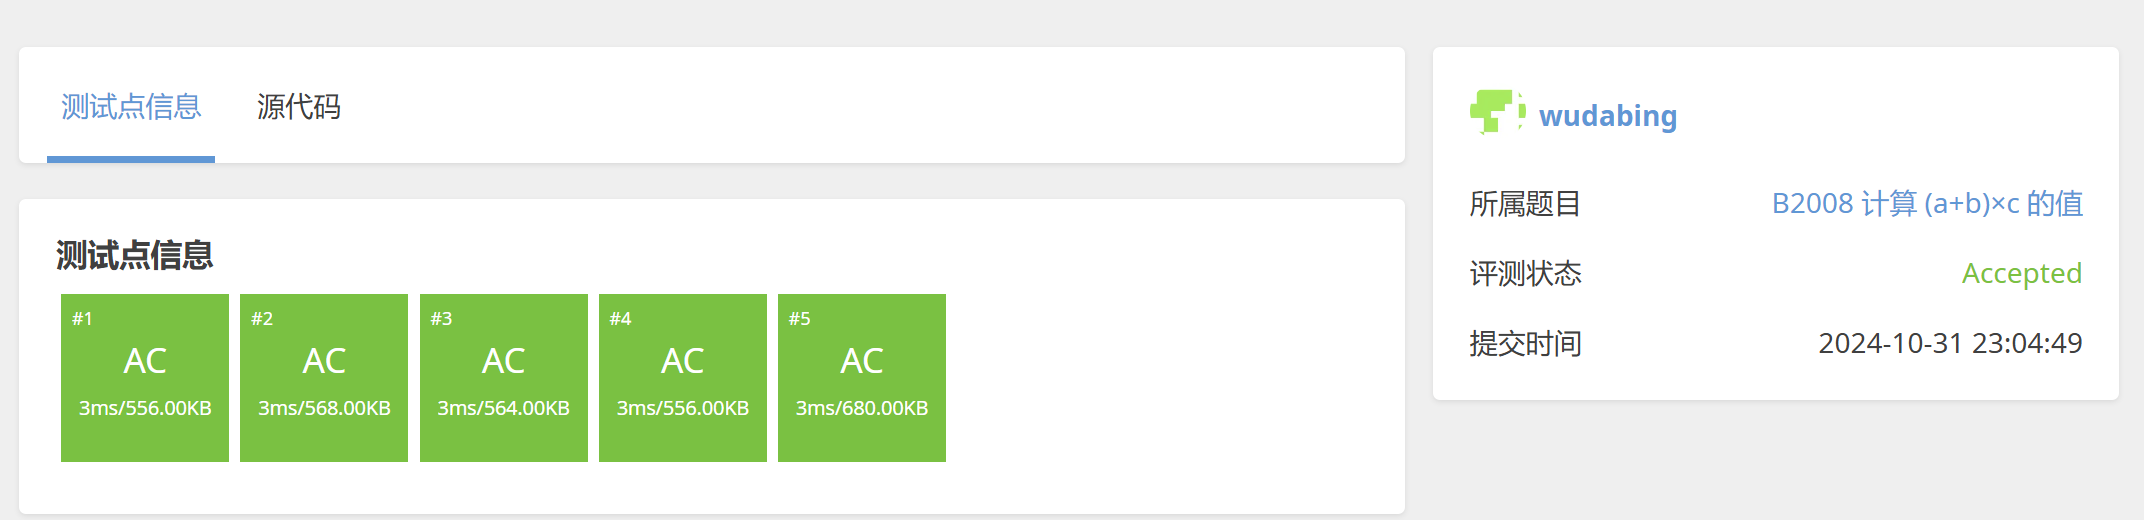 测试点信息 源代码
测试点信息
#1 #2 #3 #4 #5
AC AC AC AC AC
3ms/556.00KB 3ms/568.00KB 3ms/564.00KB 3ms/556.00KB 3ms/680.00KB
wudabing
所属题目 B2008 计算 (a+b)×c 的值
评测状态 Accepted
提交时间 2024-10-31 23:04:49